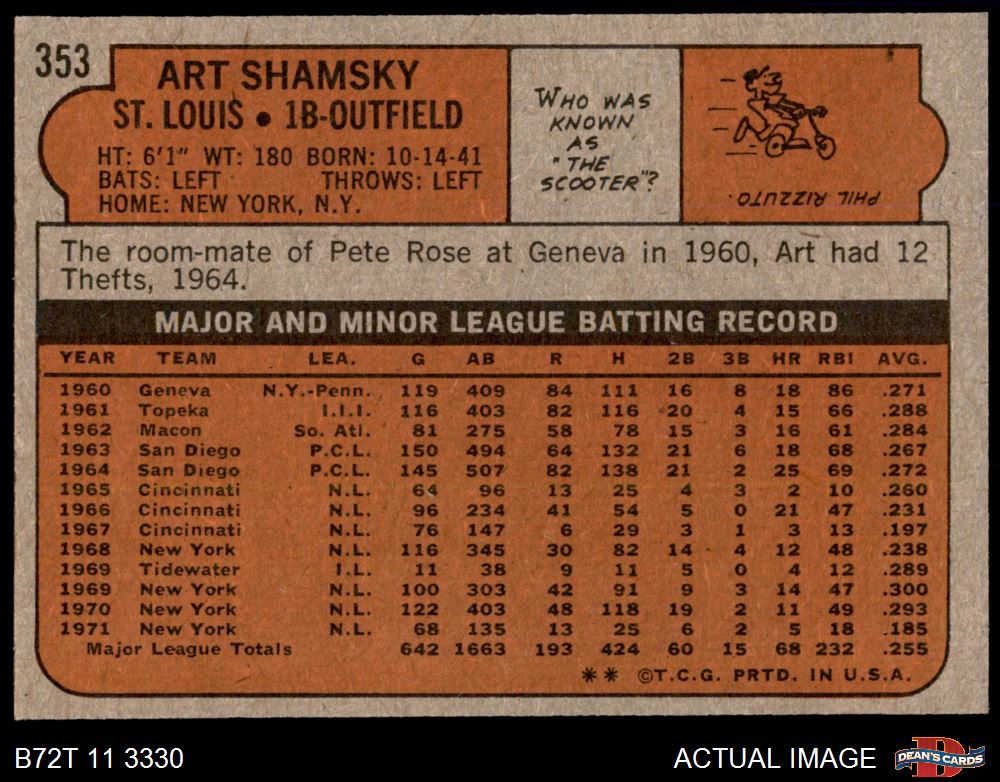 353
ART SHAMSKY
ST. LOUIS • 1B-OUTFIELD
HT: 6'1" WT: 180 BORN: 10-14-41
BATS: LEFT THROWS: LEFT
HOME: NEW YORK, N.Y.
WHO WAS
KNOWN
AS
"THE
SCOOTER"?
PHIL RIZZUTO.
The room-mate of Pete Rose at Geneva in 1960, Art had 12
Thefts, 1964.
MAJOR AND MINOR LEAGUE BATTING RECORD
YEAR TEAM LEA. G AB R H 2B 3B HR RBI AVG.
1960 Geneva N.Y.-Penn. 119 409 84 111 16 8 18 86 .271
1961 Topeka I.I.I. 116 403 82 116 20 4 15 66 .288
1962 Macon So. Atl. 81 275 58 78 15 3 16 61 .284
1963 San Diego P.C.L. 150 494 64 132 21 6 18 68 .267
1964 San Diego P.C.L. 145 507 82 138 21 2 25 69 .272
1965 Cincinnati N.L. 64 96 13 25 4 3 2 10 .260
1966 Cincinnati N.L. 96 234 41 54 5 0 21 47 .231
1967 Cincinnati N.L. 76 147 6 29 3 1 3 13 .197
1968 New York N.L. 116 345 30 82 14 4 12 48 .238
1969 Tidewater I.L. 11 38 9 11 5 0 4 12 .289
1969 New York N.L. 100 303 42 91 9 3 14 47 .300
1970 New York N.L. 122 403 48 118 19 2 11 49 .293
1971 New York N.L. 68 135 13 25 6 2 5 18 .185
Major League Totals 642 1663 193 424 60 15 68 232 .255
** ©T.C.G. PRTD. IN U.S.A.
B72T 11 3330 ACTUAL IMAGE
D
DEAN'S CARDS